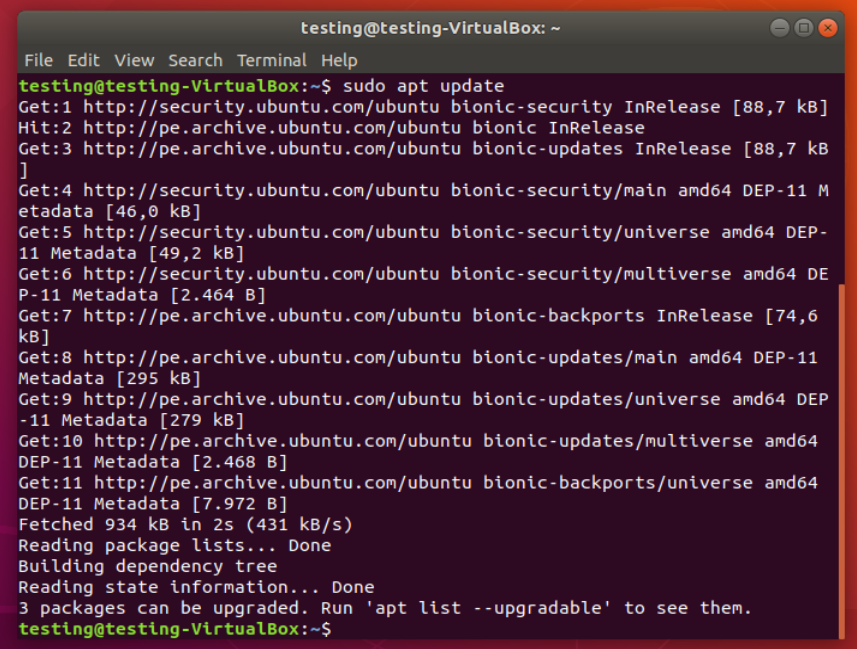 testing@testing-VirtualBox: ~
File Edit View Search Terminal Help
testing@testing-VirtualBox:~$ sudo apt update
Get:1 http://security.ubuntu.com/ubuntu bionic-security InRelease [88,7 kB]
Hit:2 http://pe.archive.ubuntu.com/ubuntu bionic InRelease
Get:3 http://pe.archive.ubuntu.com/ubuntu bionic-updates InRelease [88,7 kB
]
Get:4 http://security.ubuntu.com/ubuntu bionic-security/main amd64 DEP-11 M
etadata [46,0 kB]
Get:5 http://security.ubuntu.com/ubuntu bionic-security/universe amd64 DEP-
11 Metadata [49,2 kB]
Get:6 http://security.ubuntu.com/ubuntu bionic-security/multiverse amd64 DE
P-11 Metadata [2.464 B]
Get:7 http://pe.archive.ubuntu.com/ubuntu bionic-backports InRelease [74,6
kB]
Get:8 http://pe.archive.ubuntu.com/ubuntu bionic-updates/main amd64 DEP-11
Metadata [295 kB]
Get:9 http://pe.archive.ubuntu.com/ubuntu bionic-updates/universe amd64 DEP
-11 Metadata [279 kB]
Get:10 http://pe.archive.ubuntu.com/ubuntu bionic-updates/multiverse amd64
DEP-11 Metadata [2.468 B]
Get:11 http://pe.archive.ubuntu.com/ubuntu bionic-backports/universe amd64
DEP-11 Metadata [7.972 B]
Fetched 934 kB in 2s (431 kB/s)
Reading package lists... Done
Building dependency tree
Reading state information... Done
3 packages can be upgraded. Run 'apt list --upgradable' to see them.
testing@testing-VirtualBox:~$